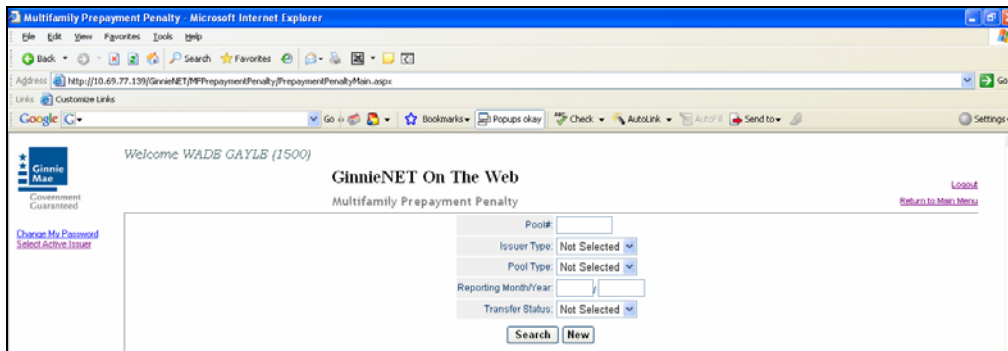 Multifamily Prepayment Penalty - Microsoft Internet Explorer
File Edit View Favorites Tools Help
Back Search Favorites
Address http://10.69.77.139/GinnieNET/MFPrepaymentPenalty/PrepaymentPenaltyMain.aspx Go
Links Customize Links
Google G Go Bookmarks Popups okay ABC Check AutoLink AutoFill Send to Settings
Welcome WADE GAYLE (1500)
Ginnie
Mae
Government
Guaranteed
GinnieNET On The Web
Logout
Multifamily Prepayment Penalty
Return to Main Menu
Change My Password
Select Active Issuer
Pool#:
Issuer Type: Not Selected
Pool Type: Not Selected
Reporting Month/Year: /
Transfer Status: Not Selected
Search New